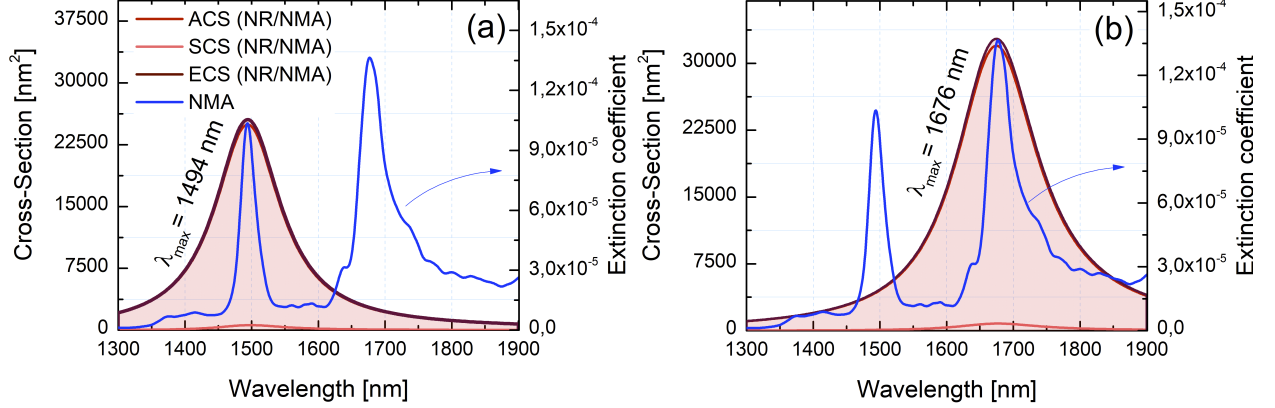 (a)
ACS (NR/NMA)
SCS (NR/NMA)
ECS (NR/NMA)
NMA
λmax = 1494 nm
Cross-Section [nm²]
37500
30000
22500
15000
7500
0
1300 1400 1500 1600 1700 1800 1900
Wavelength [nm]
1,5x10⁻⁴
1,2x10⁻⁴
9,0x10⁻⁵
6,0x10⁻⁵
3,0x10⁻⁵
0,0
Extinction coefficient
(b)
λmax = 1676 nm
Cross-Section [nm²]
30000
22500
15000
7500
0
1300 1400 1500 1600 1700 1800 1900
Wavelength [nm]
1,5x10⁻⁴
1,2x10⁻⁴
9,0x10⁻⁵
6,0x10⁻⁵
3,0x10⁻⁵
0,0
Extinction coefficient